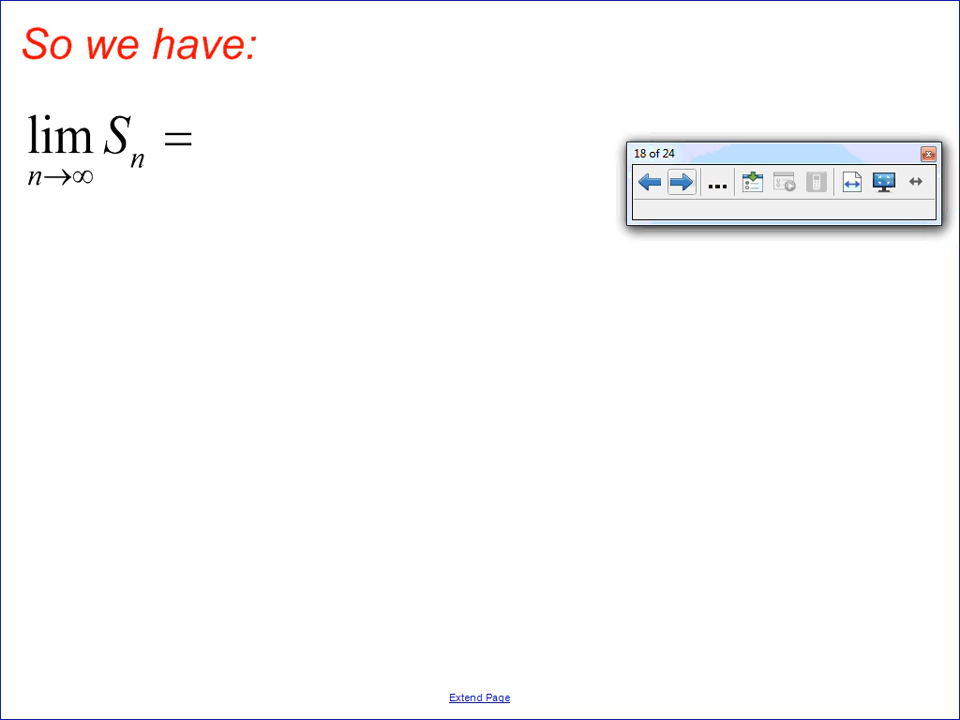 So we have:
lim S_n =
n→∞
18 of 24
Extend Page